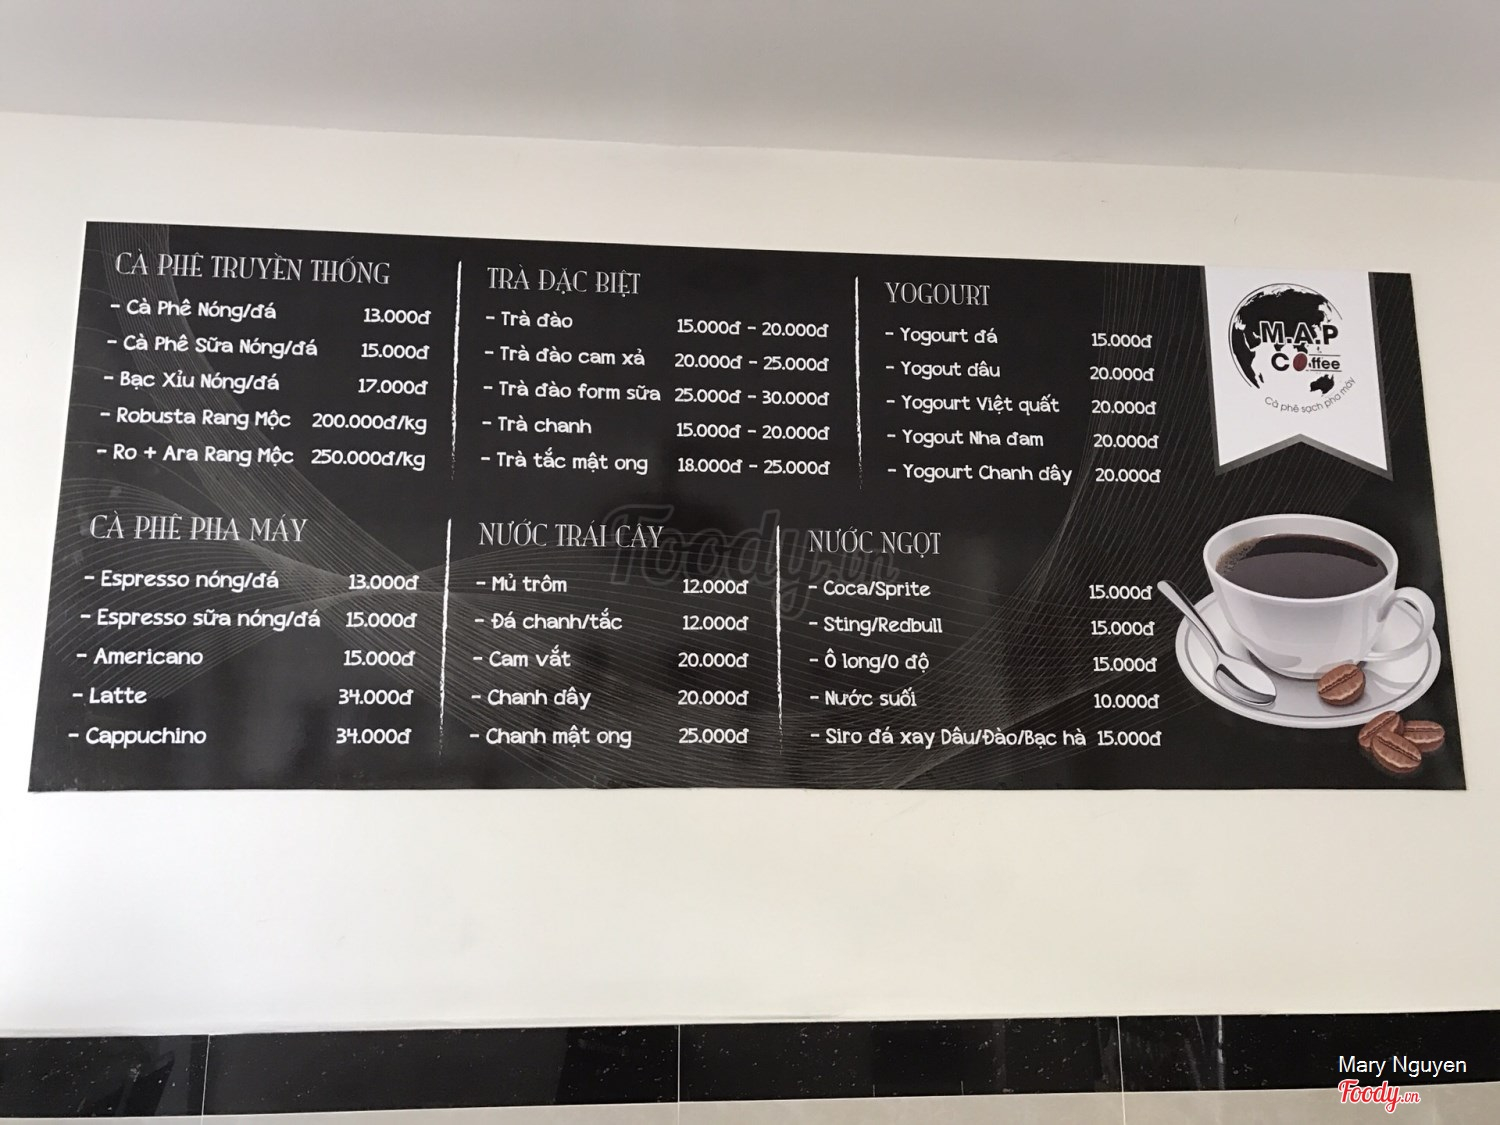 CÀ PHÊ TRUYỀN THỐNG
- Cà Phê Nóng/đá 13.000đ
- Cà Phê Sữa Nóng/đá 15.000đ
- Bạc Xỉu Nóng/đá 17.000đ
- Robusta Rang Mộc 200.000đ/kg
- Ro + Ara Rang Mộc 250.000đ/kg
TRÀ ĐẶC BIỆT
- Trà đào 15.000đ - 20.000đ
- Trà đào cam xả 20.000đ - 25.000đ
- Trà đào form sữa 25.000đ - 30.000đ
- Trà chanh 15.000đ - 20.000đ
- Trà tắc mật ong 18.000đ - 25.000đ
YOGOURT
- Yogourt đá 15.000đ
- Yogout dâu 20.000đ
- Yogourt Việt quất 20.000đ
- Yogout Nha đam 20.000đ
- Yogourt Chanh dây 20.000đ
M.A.P
Coffee
Cà phê sạch pha máy
CÀ PHÊ PHA MÁY
- Espresso nóng/đá 13.000đ
- Espresso sữa nóng/đá 15.000đ
- Americano 15.000đ
- Latte 34.000đ
- Cappuchino 34.000đ
NƯỚC TRÁI CÂY
- Mủ trôm 12.000đ
- Đá chanh/tắc 12.000đ
- Cam vắt 20.000đ
- Chanh dây 20.000đ
- Chanh mật ong 25.000đ
NƯỚC NGỌT
- Coca/Sprite 15.000đ
- Sting/Redbull 15.000đ
- Ô long/0 độ 15.000đ
- Nước suối 10.000đ
- Siro đá xay Dâu/Đào/Bạc hà 15.000đ
Foody.vn
Mary Nguyen
Foody.vn